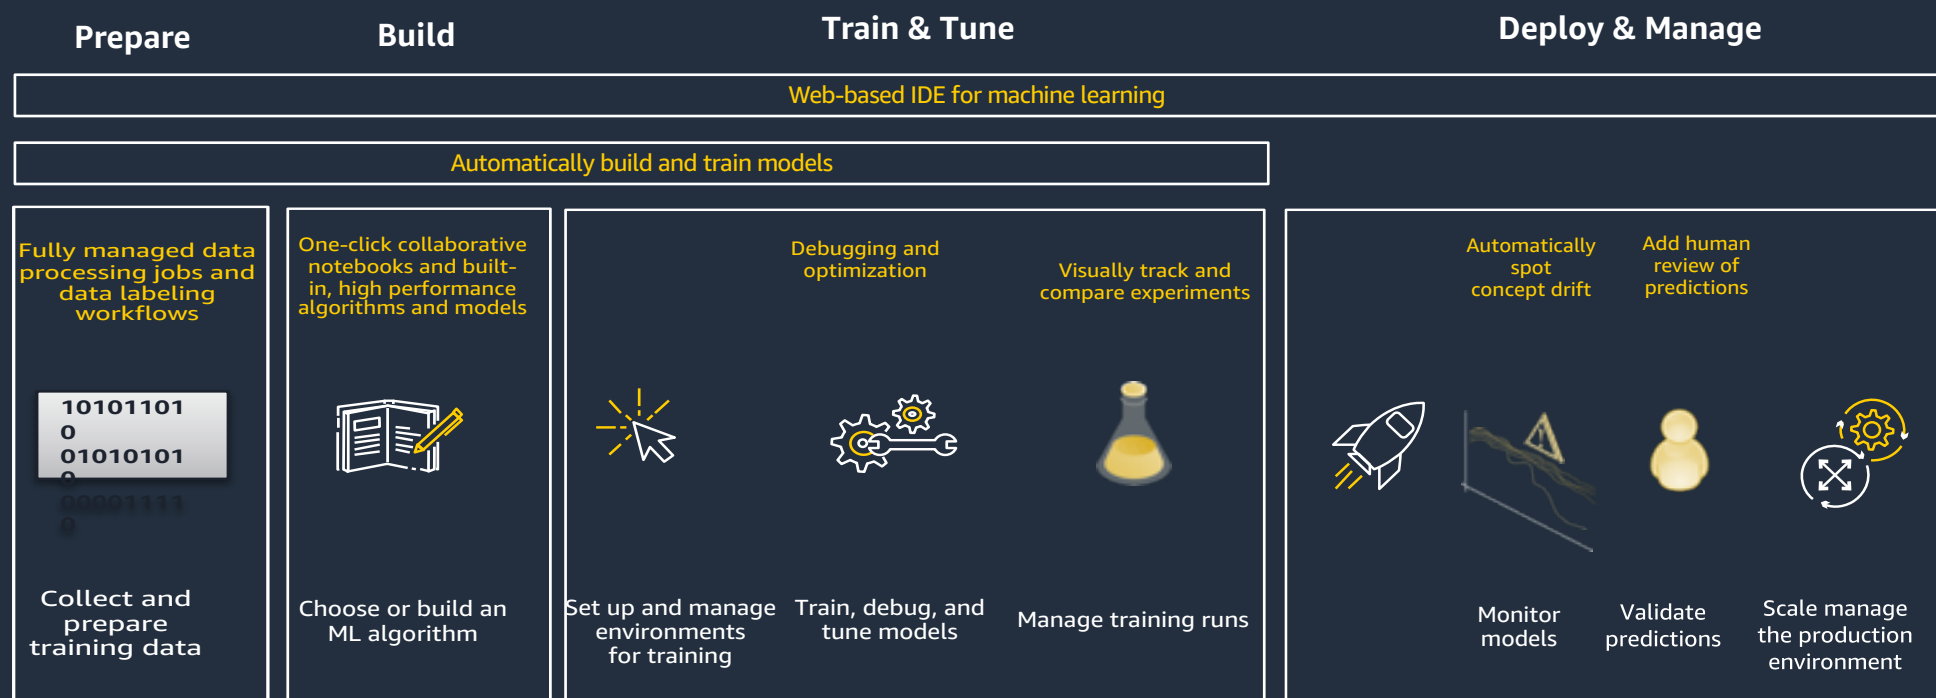 Prepare
Build
Train & Tune
Deploy & Manage
Web-based IDE for machine learning
Automatically build and train models
Fully managed data
processing jobs and
data labeling
workflows
10101101
0
01010101
0
00001111
0
Collect and
prepare
training data
One-click collaborative
notebooks and built-
in, high performance
algorithms and models
Choose or build an
ML algorithm
Set up and manage
environments
for training
Debugging and
optimization
Train, debug, and
tune models
Visually track and
compare experiments
Manage training runs
Automatically
spot
concept drift
Monitor
models
Add human
review of
predictions
Validate
predictions
Scale manage
the production
environment